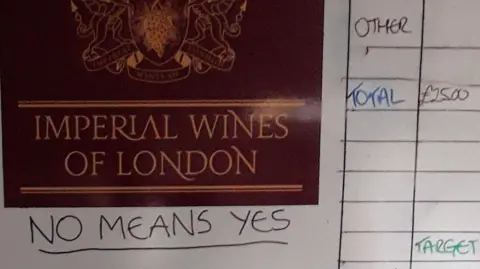 IMPERIAL WINES
OF LONDON
NO MEANS YES
OTHER
TOTAL £2500
TARGET